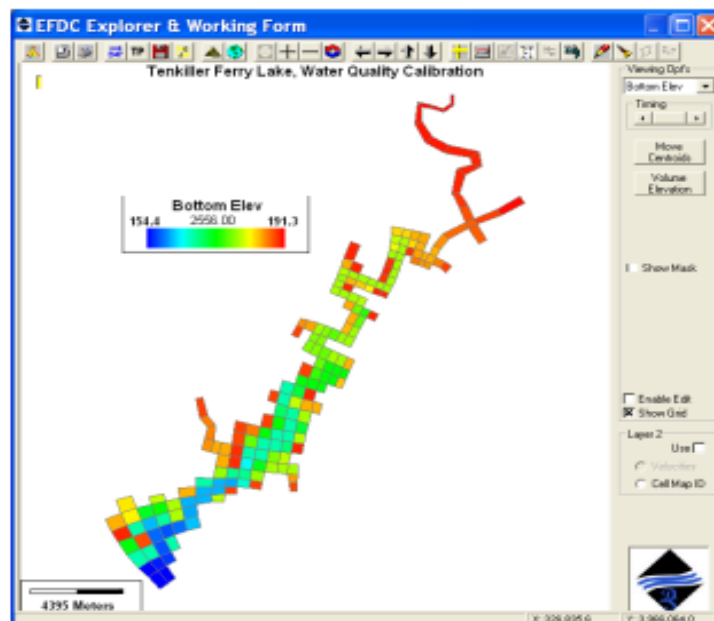 EFDC Explorer & Working Form
TIP
Tenkiller Ferry Lake, Water Quality Calibration
Viewing Opt's
Bottom Elev
Timing
Move
Centroids
Volume
Elevation
Bottom Elev
154.4 2556.00 191.3
Show Mask
Enable Edit
Show Grid
Layer 2
Use
Velocities
Cell Map ID
4395 Meters